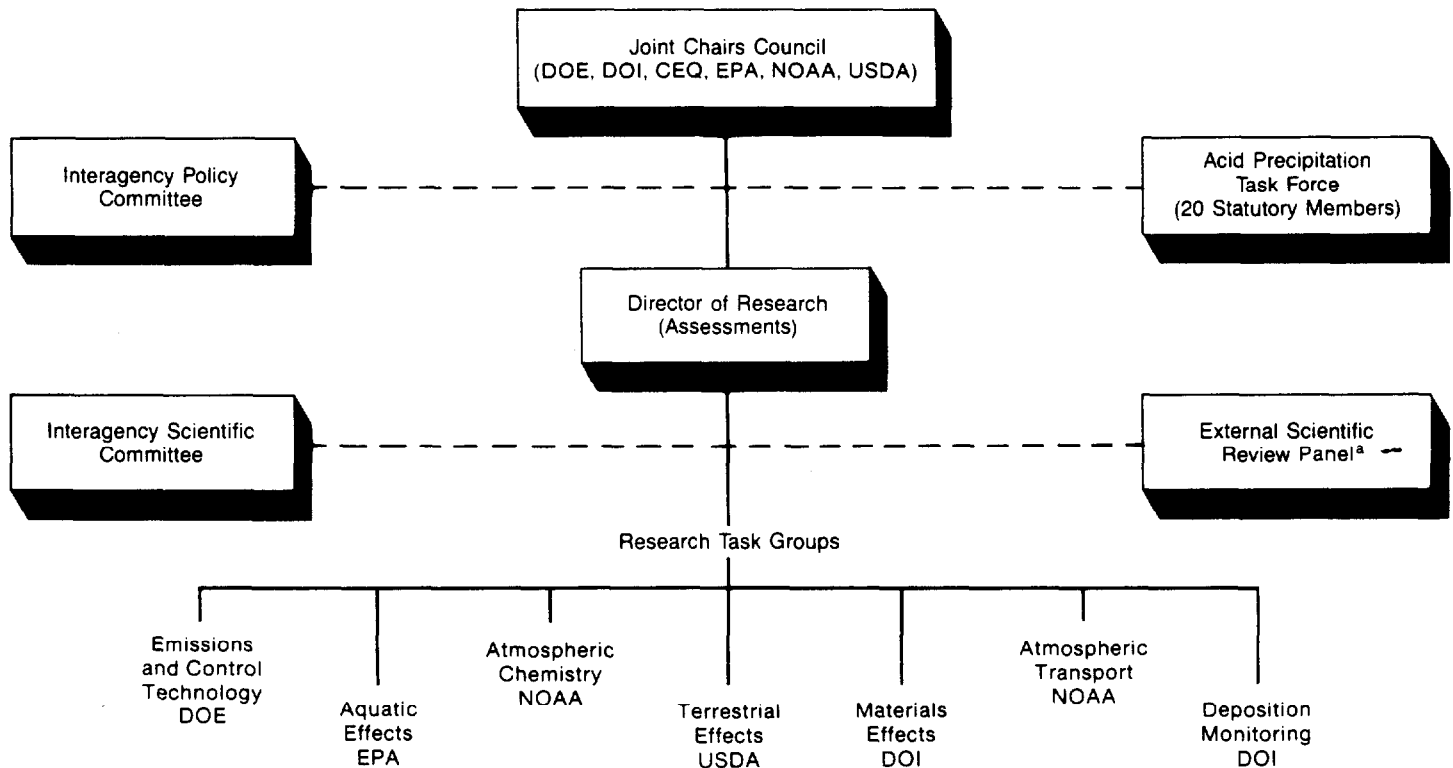 Joint Chairs Council
(DOE, DOI, CEQ, EPA, NOAA, USDA)
Interagency Policy
Committee
Acid Precipitation
Task Force
(20 Statutory Members)
Director of Research
(Assessments)
Interagency Scientific
Committee
External Scientific
Review Panelᵃ
Research Task Groups
Emissions
and Control
Technology
DOE
Aquatic
Effects
EPA
Atmospheric
Chemistry
NOAA
Terrestrial
Effects
USDA
Materials
Effects
DOI
Atmospheric
Transport
NOAA
Deposition
Monitoring
DOI